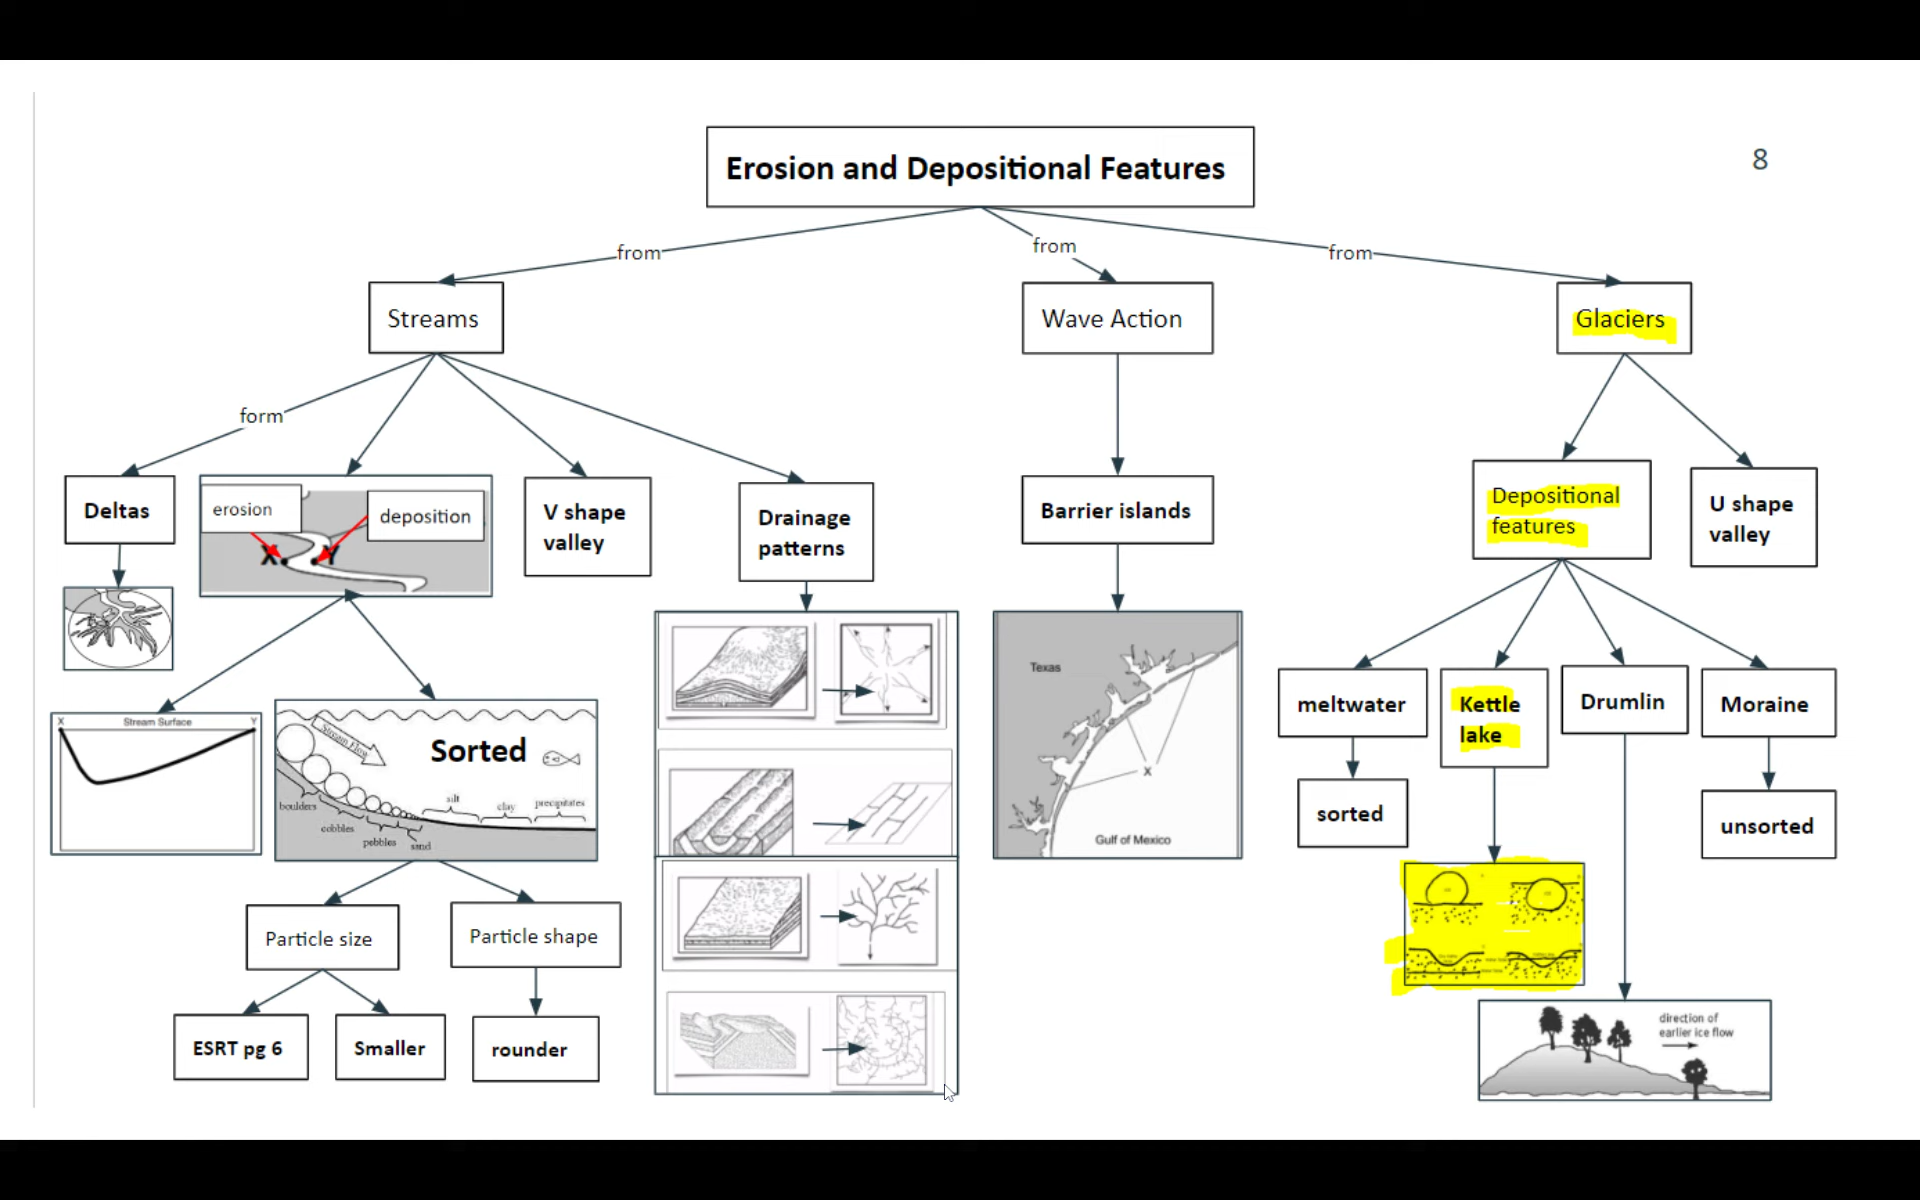 Erosion and Depositional Features
8
from
from
from
Streams
Wave Action
Glaciers
form
Deltas
erosion
deposition
X
Y
V shape
valley
Drainage
patterns
Barrier islands
Depositional
features
U shape
valley
X
Stream Surface
Y
Stream Flow
Sorted
boulders
cobbles
pebbles
sand
silt
clay
precipitates
Texas
X
Gulf of Mexico
meltwater
Kettle
lake
Drumlin
Moraine
sorted
unsorted
Particle size
Particle shape
ESRT pg 6
Smaller
rounder
direction of
earlier ice flow